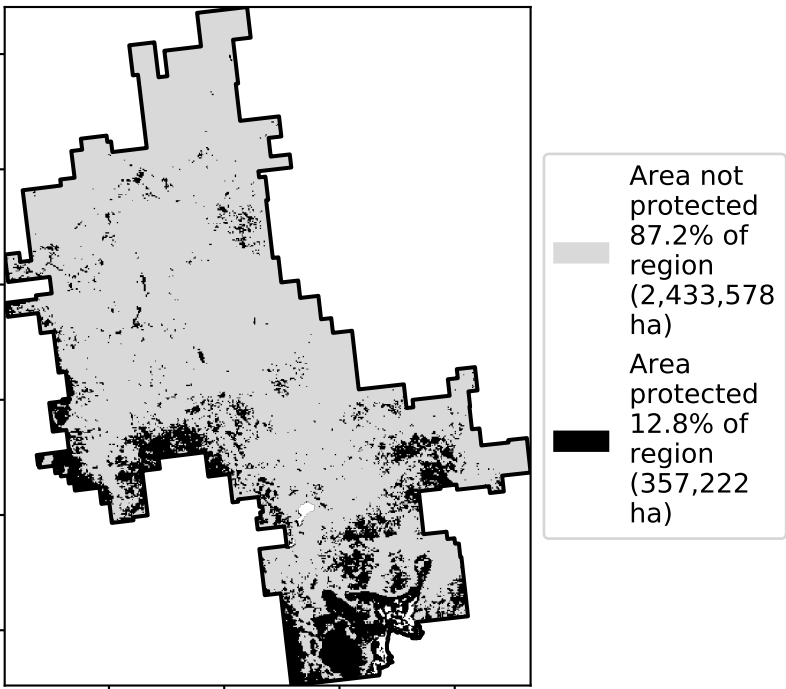 Area not
protected
87.2% of
region
(2,433,578
ha)
Area
protected
12.8% of
region
(357,222
ha)